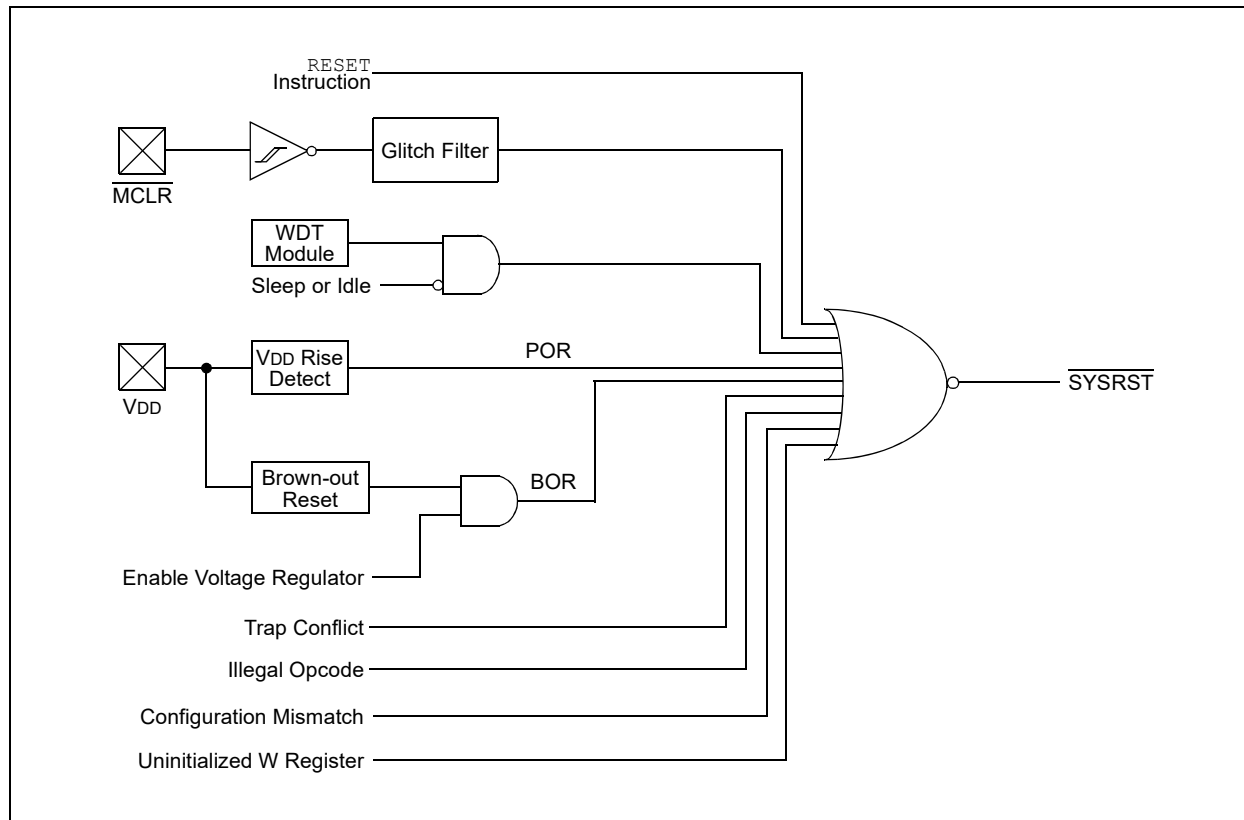 RESET
Instruction
MCLR
Glitch Filter
WDT
Module
Sleep or Idle
VDD
VDD Rise
Detect
POR
SYSRST
Brown-out
Reset
BOR
Enable Voltage Regulator
Trap Conflict
Illegal Opcode
Configuration Mismatch
Uninitialized W Register